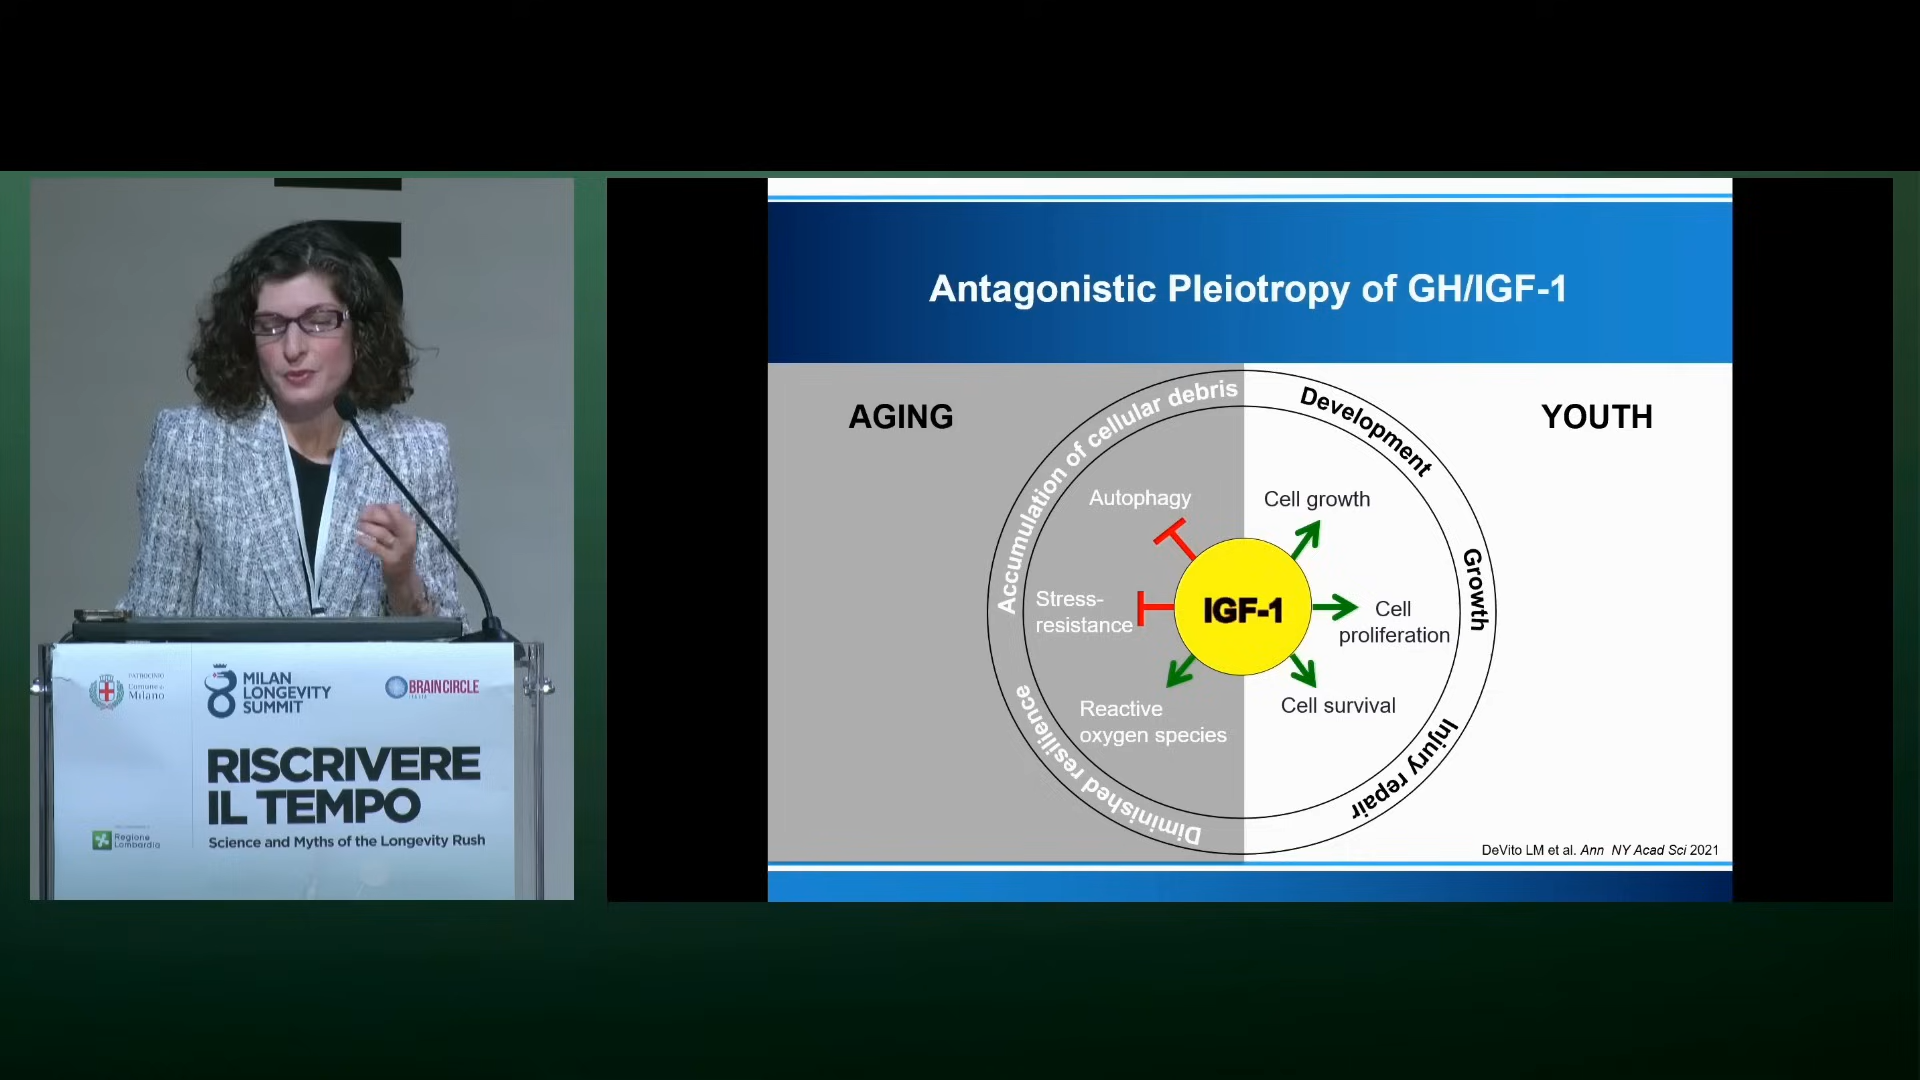 PATROCINIO
Comune di
Milano
MILAN
LONGEVITY
SUMMIT
BRAINCIRCLE
RISCRIVERE
IL TEMPO
Science and Myths of the Longevity Rush
Regione
Lombardia
Antagonistic Pleiotropy of GH/IGF-1
AGING
YOUTH
Accumulation of cellular debris
Diminished resilience
Development
Growth
Injury repair
Autophagy
Stress-
resistance
Reactive
oxygen species
IGF-1
Cell growth
Cell
proliferation
Cell survival
DeVito LM et al. Ann NY Acad Sci 2021